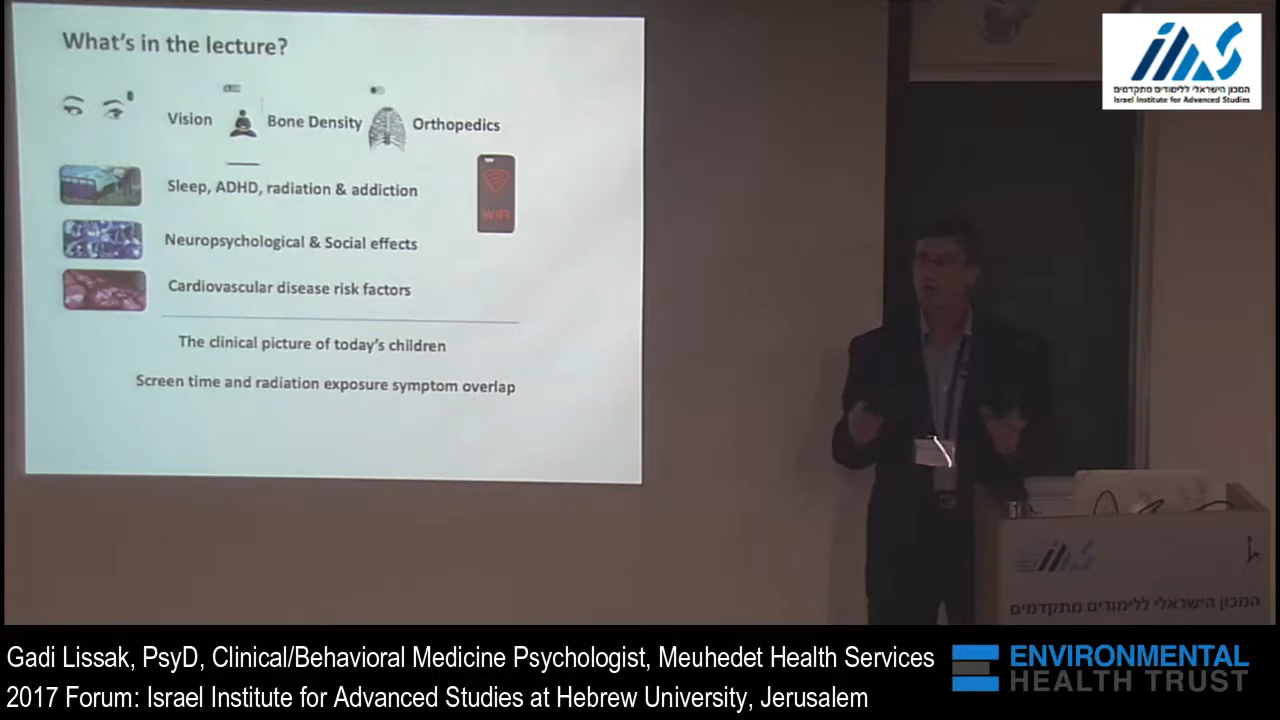 What's in the lecture?
Vision
Bone Density
Orthopedics
Sleep, ADHD, radiation & addiction
WiFi
Neuropsychological & Social effects
Cardiovascular disease risk factors
The clinical picture of today's children
Screen time and radiation exposure symptom overlap
המכון הישראלי ללימודים מתקדמים
Israel Institute for Advanced Studies
המכון הישראלי ללימודים מתקדמים
Gadi Lissak, PsyD, Clinical/Behavioral Medicine Psychologist, Meuhedet Health Services
2017 Forum: Israel Institute for Advanced Studies at Hebrew University, Jerusalem
ENVIRONMENTAL
HEALTH TRUST